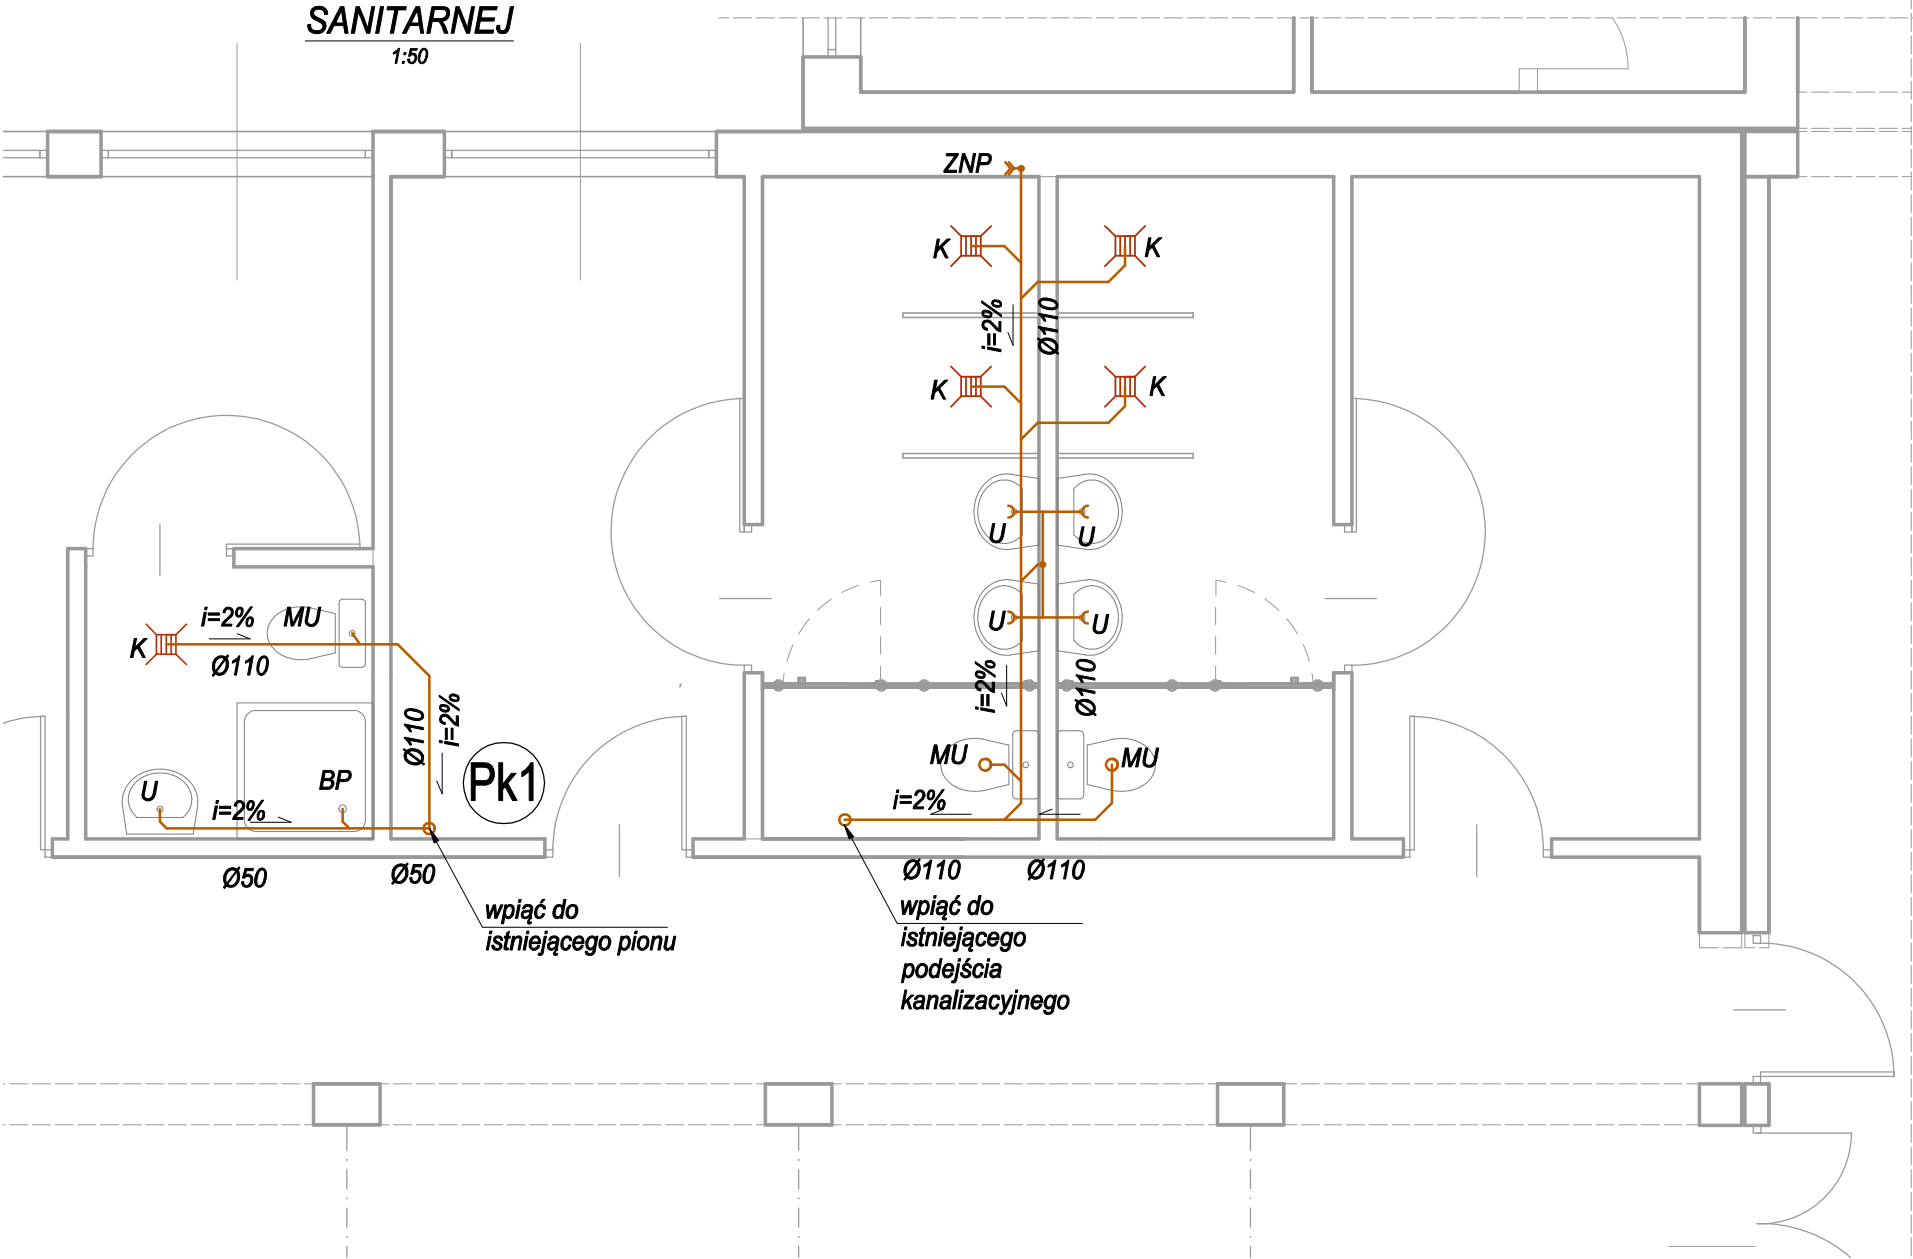 SANITARNEJ
1:50
ZNP
K
K
i=2%
Ø110
K
K
U
U
U
U
i=2%
Ø110
MU
MU
i=2%
Ø110
Ø110
wpiąć do
istniejącego
podejścia
kanalizacyjnego
i=2%
MU
K
Ø110
Ø110
i=2%
Pk1
BP
U
i=2%
Ø50
Ø50
wpiąć do
istniejącego pionu